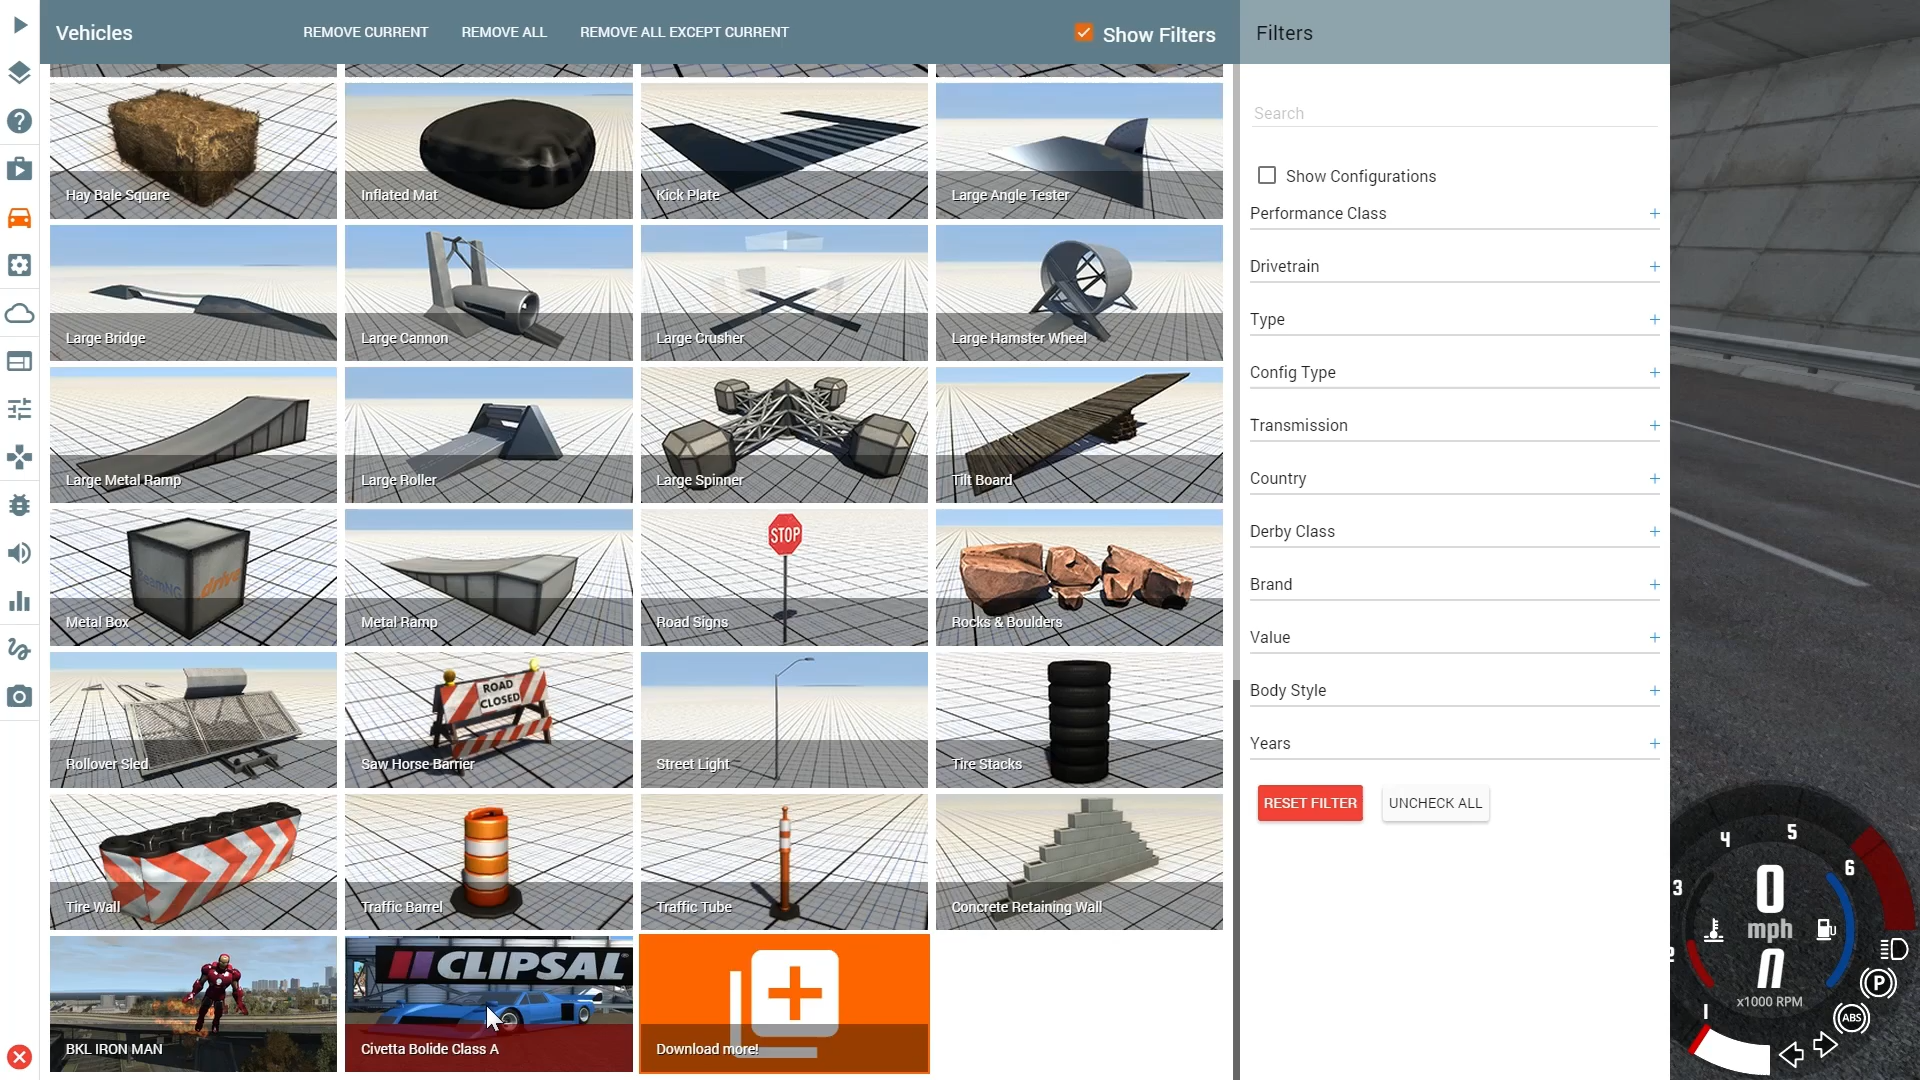 Vehicles
REMOVE CURRENT
REMOVE ALL
REMOVE ALL EXCEPT CURRENT
Show Filters
Filters
Hay Bale Square
Inflated Mat
Kick Plate
Large Angle Tester
Large Bridge
Large Cannon
Large Crusher
Large Hamster Wheel
Large Metal Ramp
Large Roller
Large Spinner
Tilt Board
BeamNG
drive
Metal Box
Metal Ramp
STOP
Road Signs
Rocks & Boulders
Rollover Sled
ROAD
CLOSED
Saw Horse Barrier
Street Light
Tire Stacks
Tire Wall
Traffic Barrel
Traffic Tube
Concrete Retaining Wall
BKL IRON MAN
CLIPSAL
Civetta Bolide Class A
Download more!
Search
Show Configurations
Performance Class +
Drivetrain +
Type +
Config Type +
Transmission +
Country +
Derby Class +
Brand +
Value +
Body Style +
Years +
RESET FILTER
UNCHECK ALL
1
2
3
4
5
6
0
mph
n
x1000 RPM
P
ABS